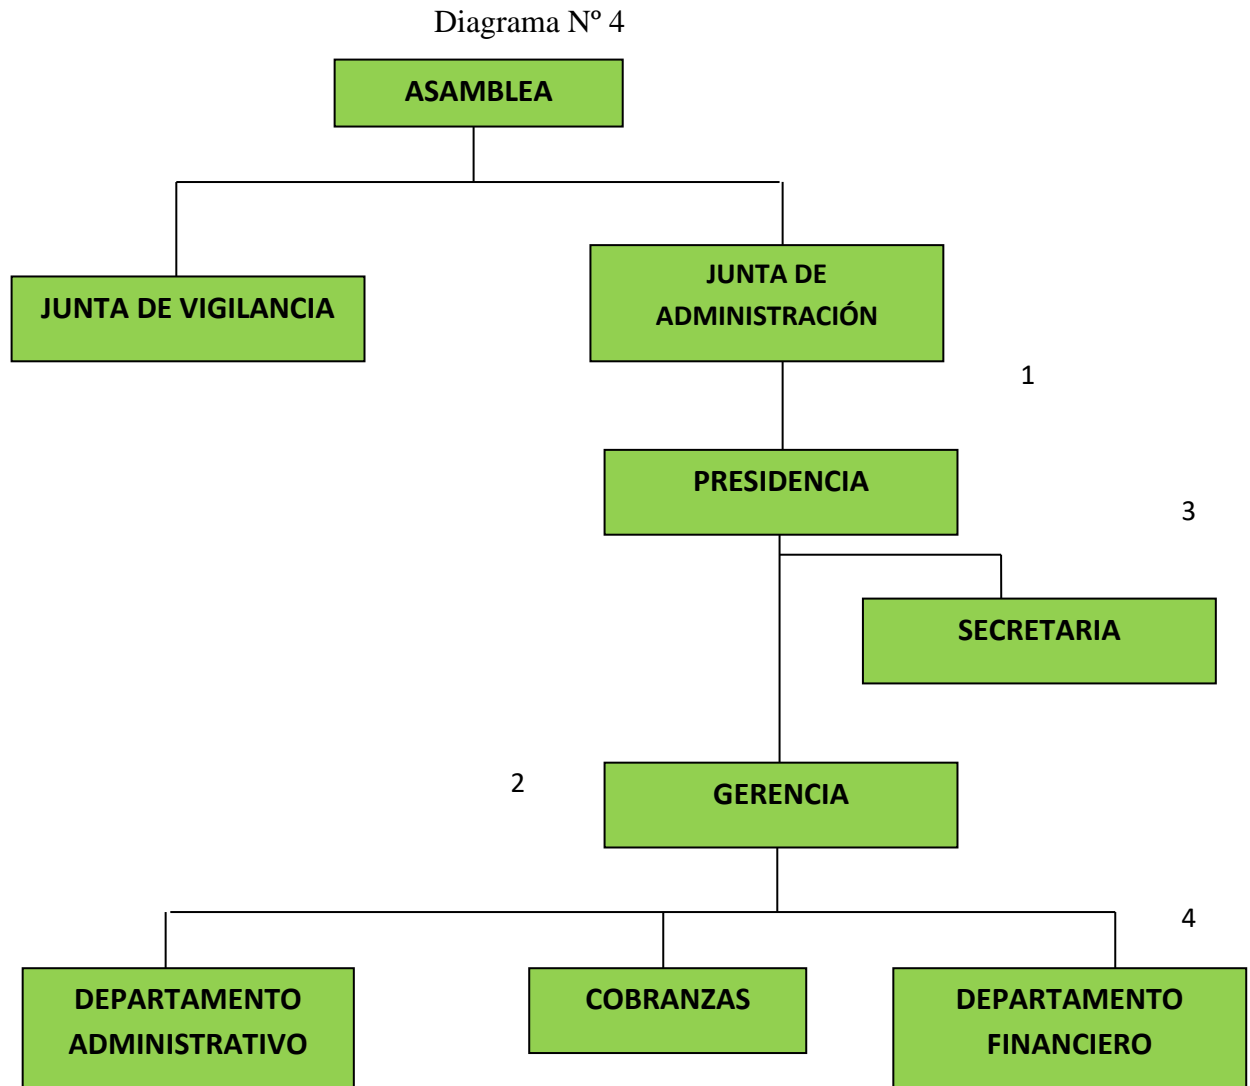 Diagrama Nº 4
ASAMBLEA
JUNTA DE VIGILANCIA
JUNTA DE
ADMINISTRACIÓN
1
PRESIDENCIA
3
SECRETARIA
2
GERENCIA
4
DEPARTAMENTO
ADMINISTRATIVO
COBRANZAS
DEPARTAMENTO
FINANCIERO